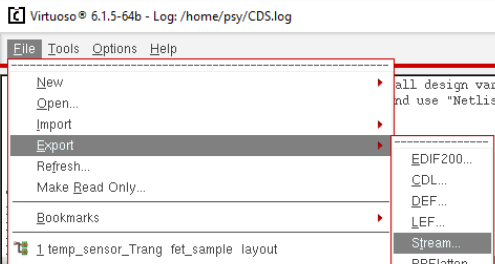 Virtuoso® 6.1.5-64b - Log: /home/psy/CDS.log
File Tools Options Help
all design var
nd use "Netlis
New
Open...
Import
Export
Refresh...
Make Read Only...
Bookmarks
1 temp_sensor_Trang fet_sample layout
EDIF200...
CDL...
DEF...
LEF...
Stream...